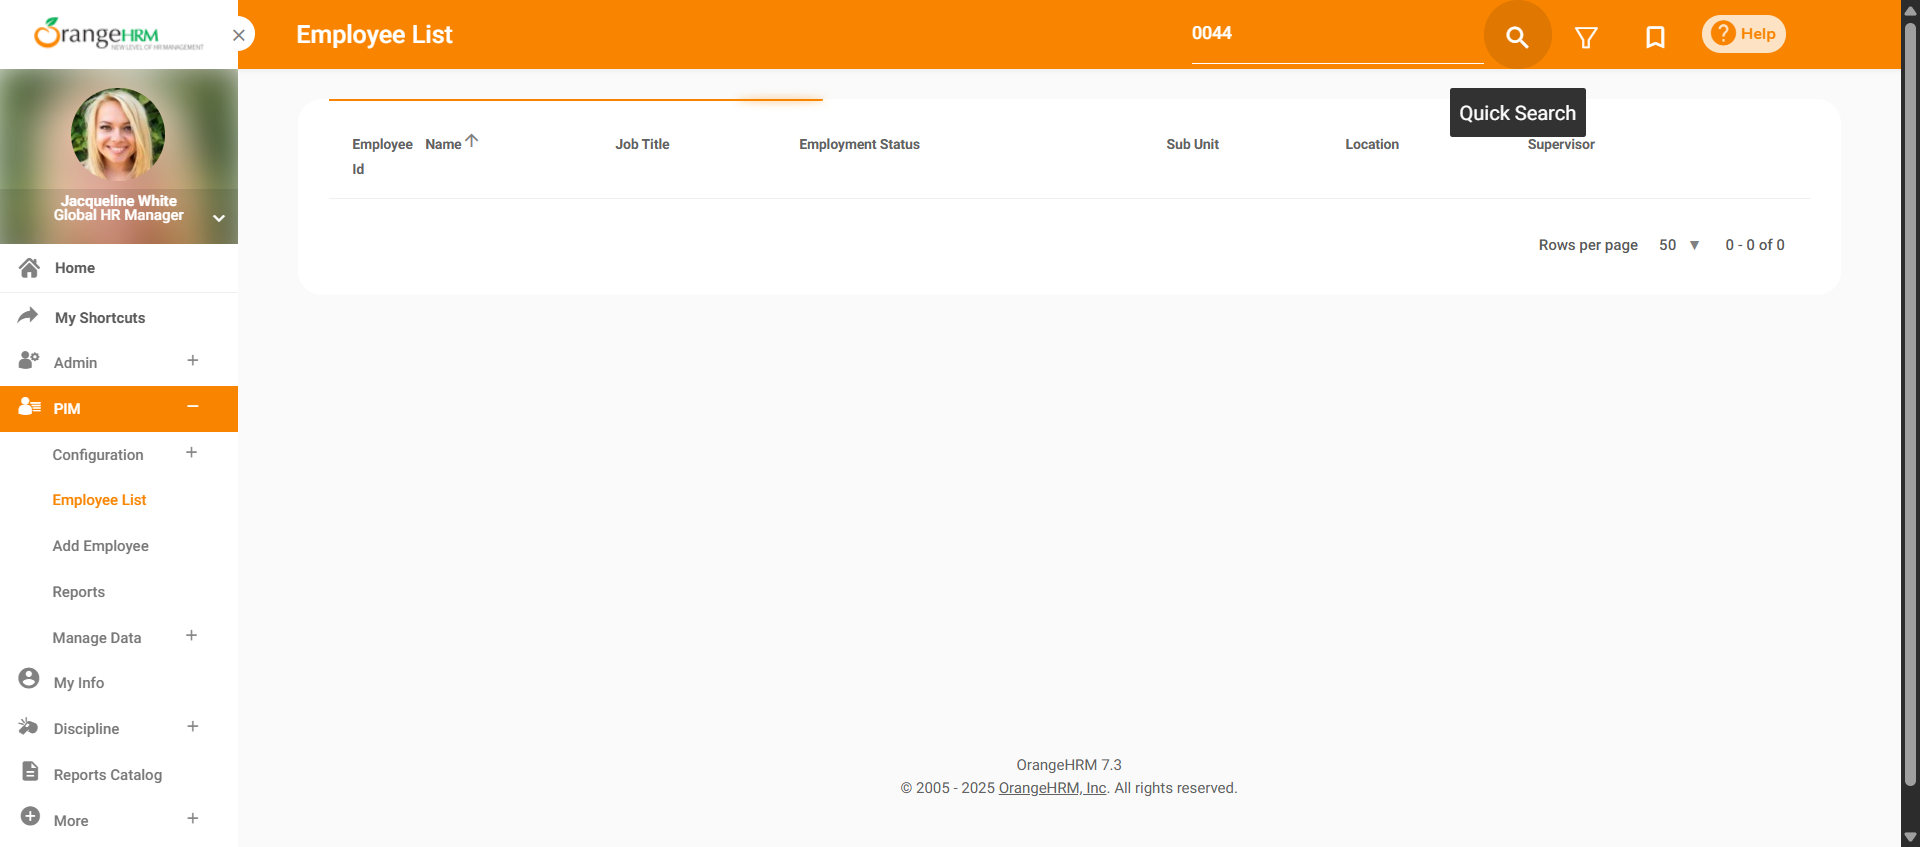 OrangeHRM
NEW LEVEL OF HR MANAGEMENT
Employee List
0044
Help
Quick Search
Jacqueline White
Global HR Manager
Home
My Shortcuts
Admin
PIM
Configuration
Employee List
Add Employee
Reports
Manage Data
My Info
Discipline
Reports Catalog
More
Employee Id
Name
Job Title
Employment Status
Sub Unit
Location
Supervisor
Rows per page 50 0 - 0 of 0
OrangeHRM 7.3
© 2005 - 2025 OrangeHRM, Inc. All rights reserved.